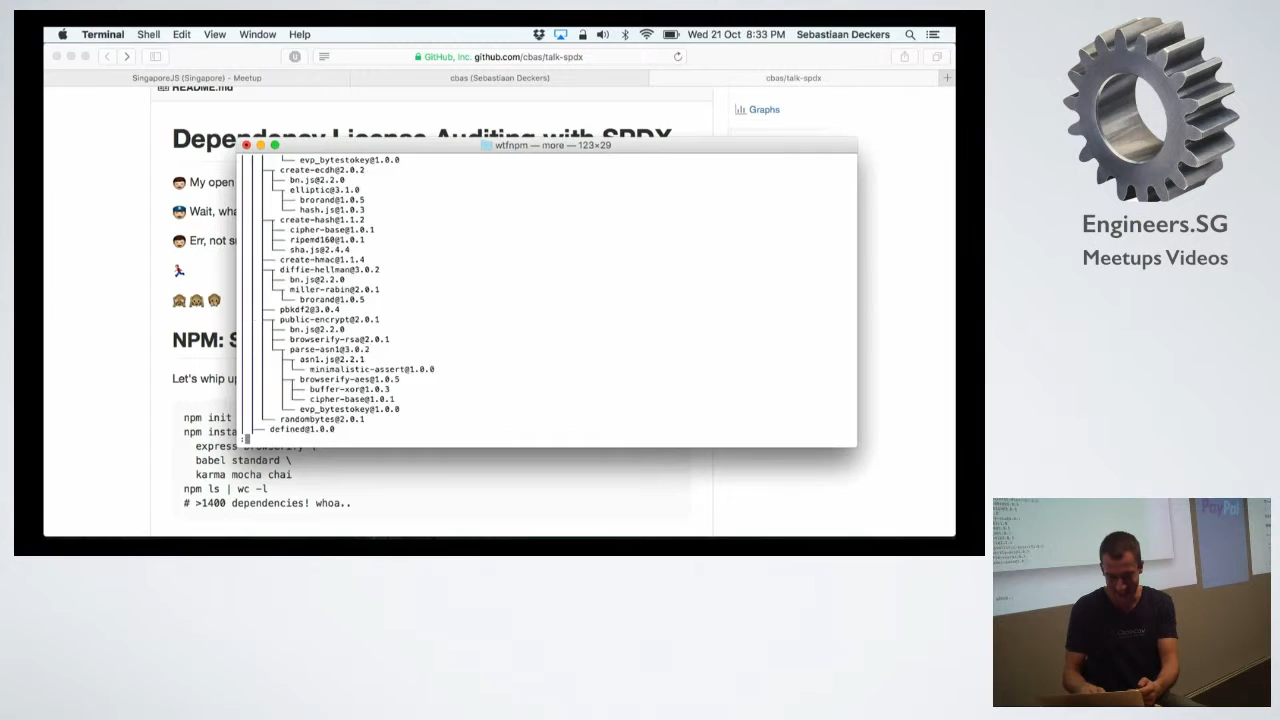 Terminal Shell Edit View Window Help Wed 21 Oct 8:33 PM Sebastiaan Deckers
GitHub, Inc. github.com/cbas/talk-spdx
SingaporeJS (Singapore) - Meetup cbas (Sebastiaan Deckers) cbas/talk-spdx
README.md
Graphs
Dependency License Auditing with SPDX
wtfnpm — more — 123×29
evp_bytestokey@1.0.0
create-ecdh@2.0.2
bn.js@2.2.0
elliptic@3.1.0
brorand@1.0.5
hash.js@1.0.3
create-hash@1.1.2
cipher-base@1.0.1
ripemd160@1.0.1
sha.js@2.4.4
create-hmac@1.1.4
diffie-hellman@3.0.2
bn.js@2.2.0
miller-rabin@2.0.1
brorand@1.0.5
pbkdf2@3.0.4
public-encrypt@2.0.1
bn.js@2.2.0
browserify-rsa@2.0.1
parse-asn1@3.0.2
asn1.js@2.2.1
minimalistic-assert@1.0.0
browserify-aes@1.0.5
buffer-xor@1.0.3
cipher-base@1.0.1
evp_bytestokey@1.0.0
randombytes@2.0.1
defined@1.0.0
:
My open
Wait, wha
Err, not su
NPM: S
Let's whip up
npm init
npm insta
express browserify \
babel standard \
karma mocha chai
npm ls | wc -l
# >1400 dependencies! whoa..
Engineers.SG
Meetups Videos
PayPal